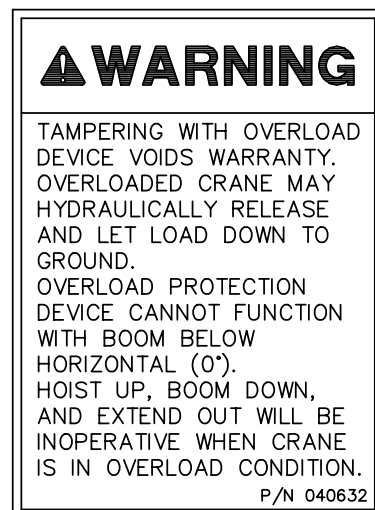 WARNING
TAMPERING WITH OVERLOAD
DEVICE VOIDS WARRANTY.
OVERLOADED CRANE MAY
HYDRAULICALLY RELEASE
AND LET LOAD DOWN TO
GROUND.
OVERLOAD PROTECTION
DEVICE CANNOT FUNCTION
WITH BOOM BELOW
HORIZONTAL (0°).
HOIST UP, BOOM DOWN,
AND EXTEND OUT WILL BE
INOPERATIVE WHEN CRANE
IS IN OVERLOAD CONDITION.
P/N 040632